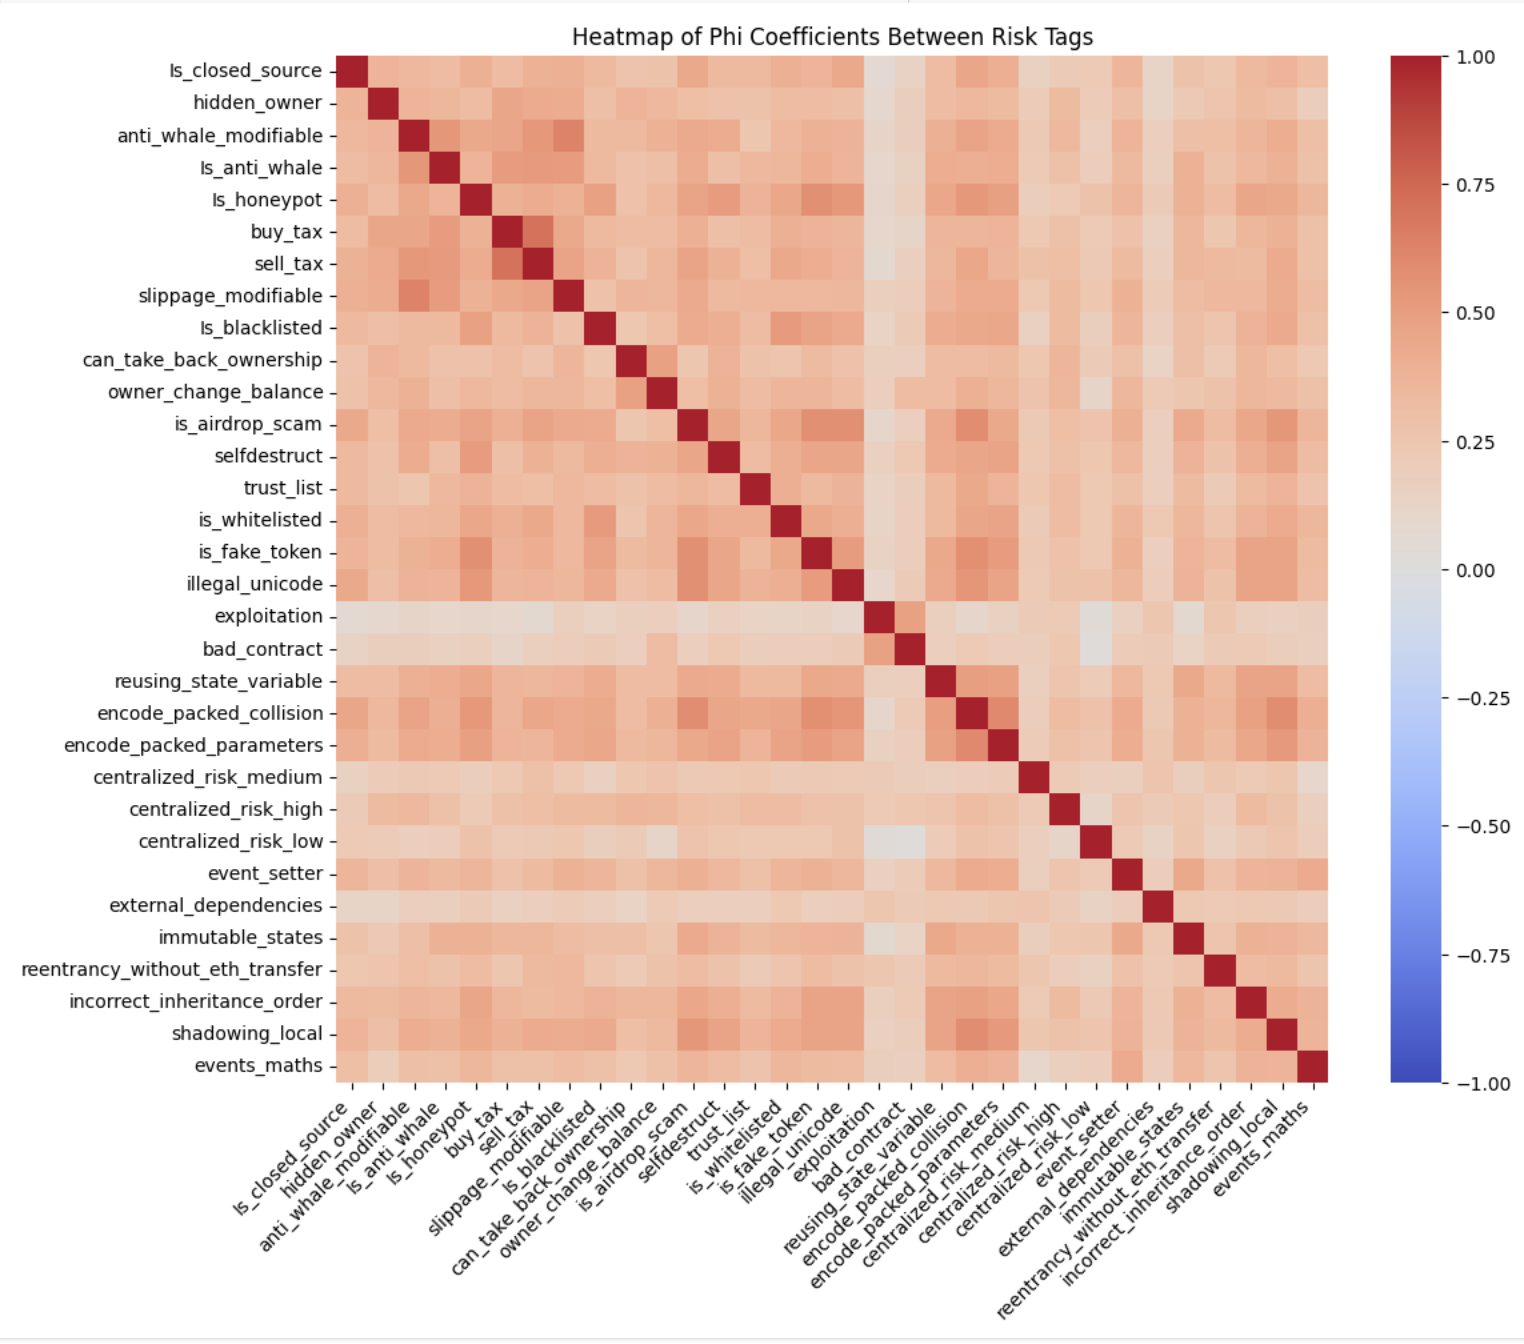 Heatmap of Phi Coefficients Between Risk Tags
Is_closed_source
hidden_owner
anti_whale_modifiable
Is_anti_whale
Is_honeypot
buy_tax
sell_tax
slippage_modifiable
Is_blacklisted
can_take_back_ownership
owner_change_balance
is_airdrop_scam
selfdestruct
trust_list
is_whitelisted
is_fake_token
illegal_unicode
exploitation
bad_contract
reusing_state_variable
encode_packed_collision
encode_packed_parameters
centralized_risk_medium
centralized_risk_high
centralized_risk_low
event_setter
external_dependencies
immutable_states
reentrancy_without_eth_transfer
incorrect_inheritance_order
shadowing_local
events_maths
Is_closed_source
hidden_owner
anti_whale_modifiable
Is_anti_whale
Is_honeypot
buy_tax
sell_tax
slippage_modifiable
Is_blacklisted
can_take_back_ownership
owner_change_balance
is_airdrop_scam
selfdestruct
trust_list
is_whitelisted
is_fake_token
illegal_unicode
exploitation
bad_contract
reusing_state_variable
encode_packed_collision
encode_packed_parameters
centralized_risk_medium
centralized_risk_high
centralized_risk_low
event_setter
external_dependencies
immutable_states
reentrancy_without_eth_transfer
incorrect_inheritance_order
shadowing_local
events_maths
1.00
0.75
0.50
0.25
0.00
−0.25
−0.50
−0.75
−1.00